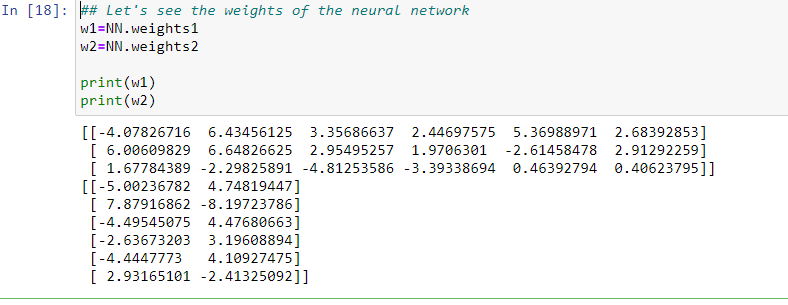 In [18]: ## Let's see the weights of the neural network
w1=NN.weights1
w2=NN.weights2
print(w1)
print(w2)
[[-4.07826716  6.43456125  3.35686637  2.44697575  5.36988971  2.68392853]
 [ 6.00609829  6.64826625  2.95495257  1.9706301  -2.61458478  2.91292259]
 [ 1.67784389 -2.29825891 -4.81253586 -3.39338694  0.46392794  0.40623795]]
[[-5.00236782  4.74819447]
 [ 7.87916862 -8.19723786]
 [-4.49545075  4.47680663]
 [-2.63673203  3.19608894]
 [-4.4447773   4.10927475]
 [ 2.93165101 -2.41325092]]